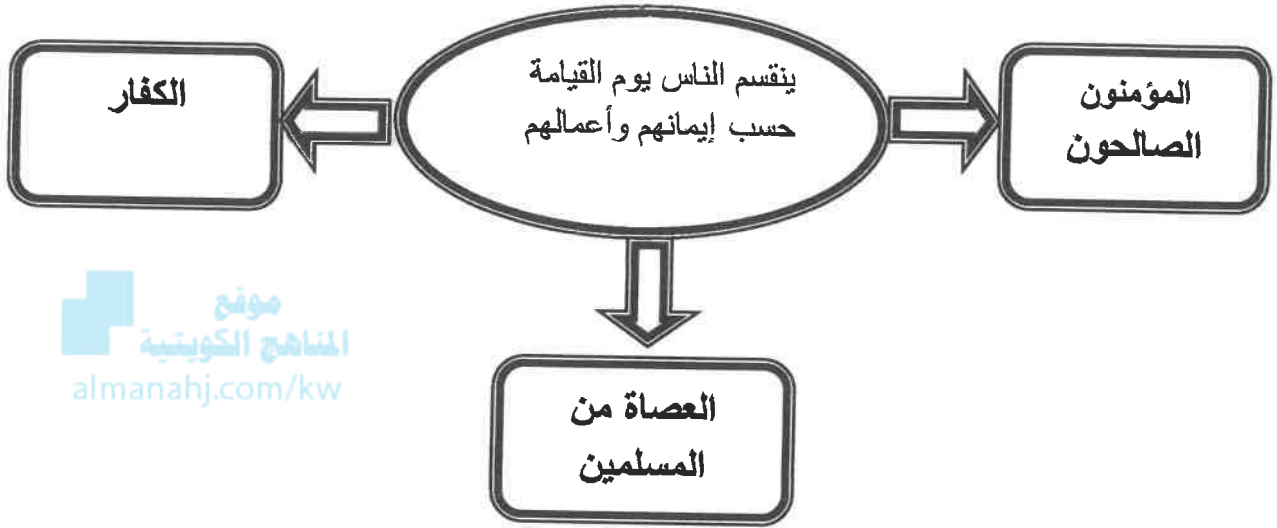 ينقسم الناس يوم القيامة
حسب إيمانهم وأعمالهم
المؤمنون
الصالحون
الكفار
العصاة من
المسلمين
موقع
المناهج الكويتية
almanahj.com/kw